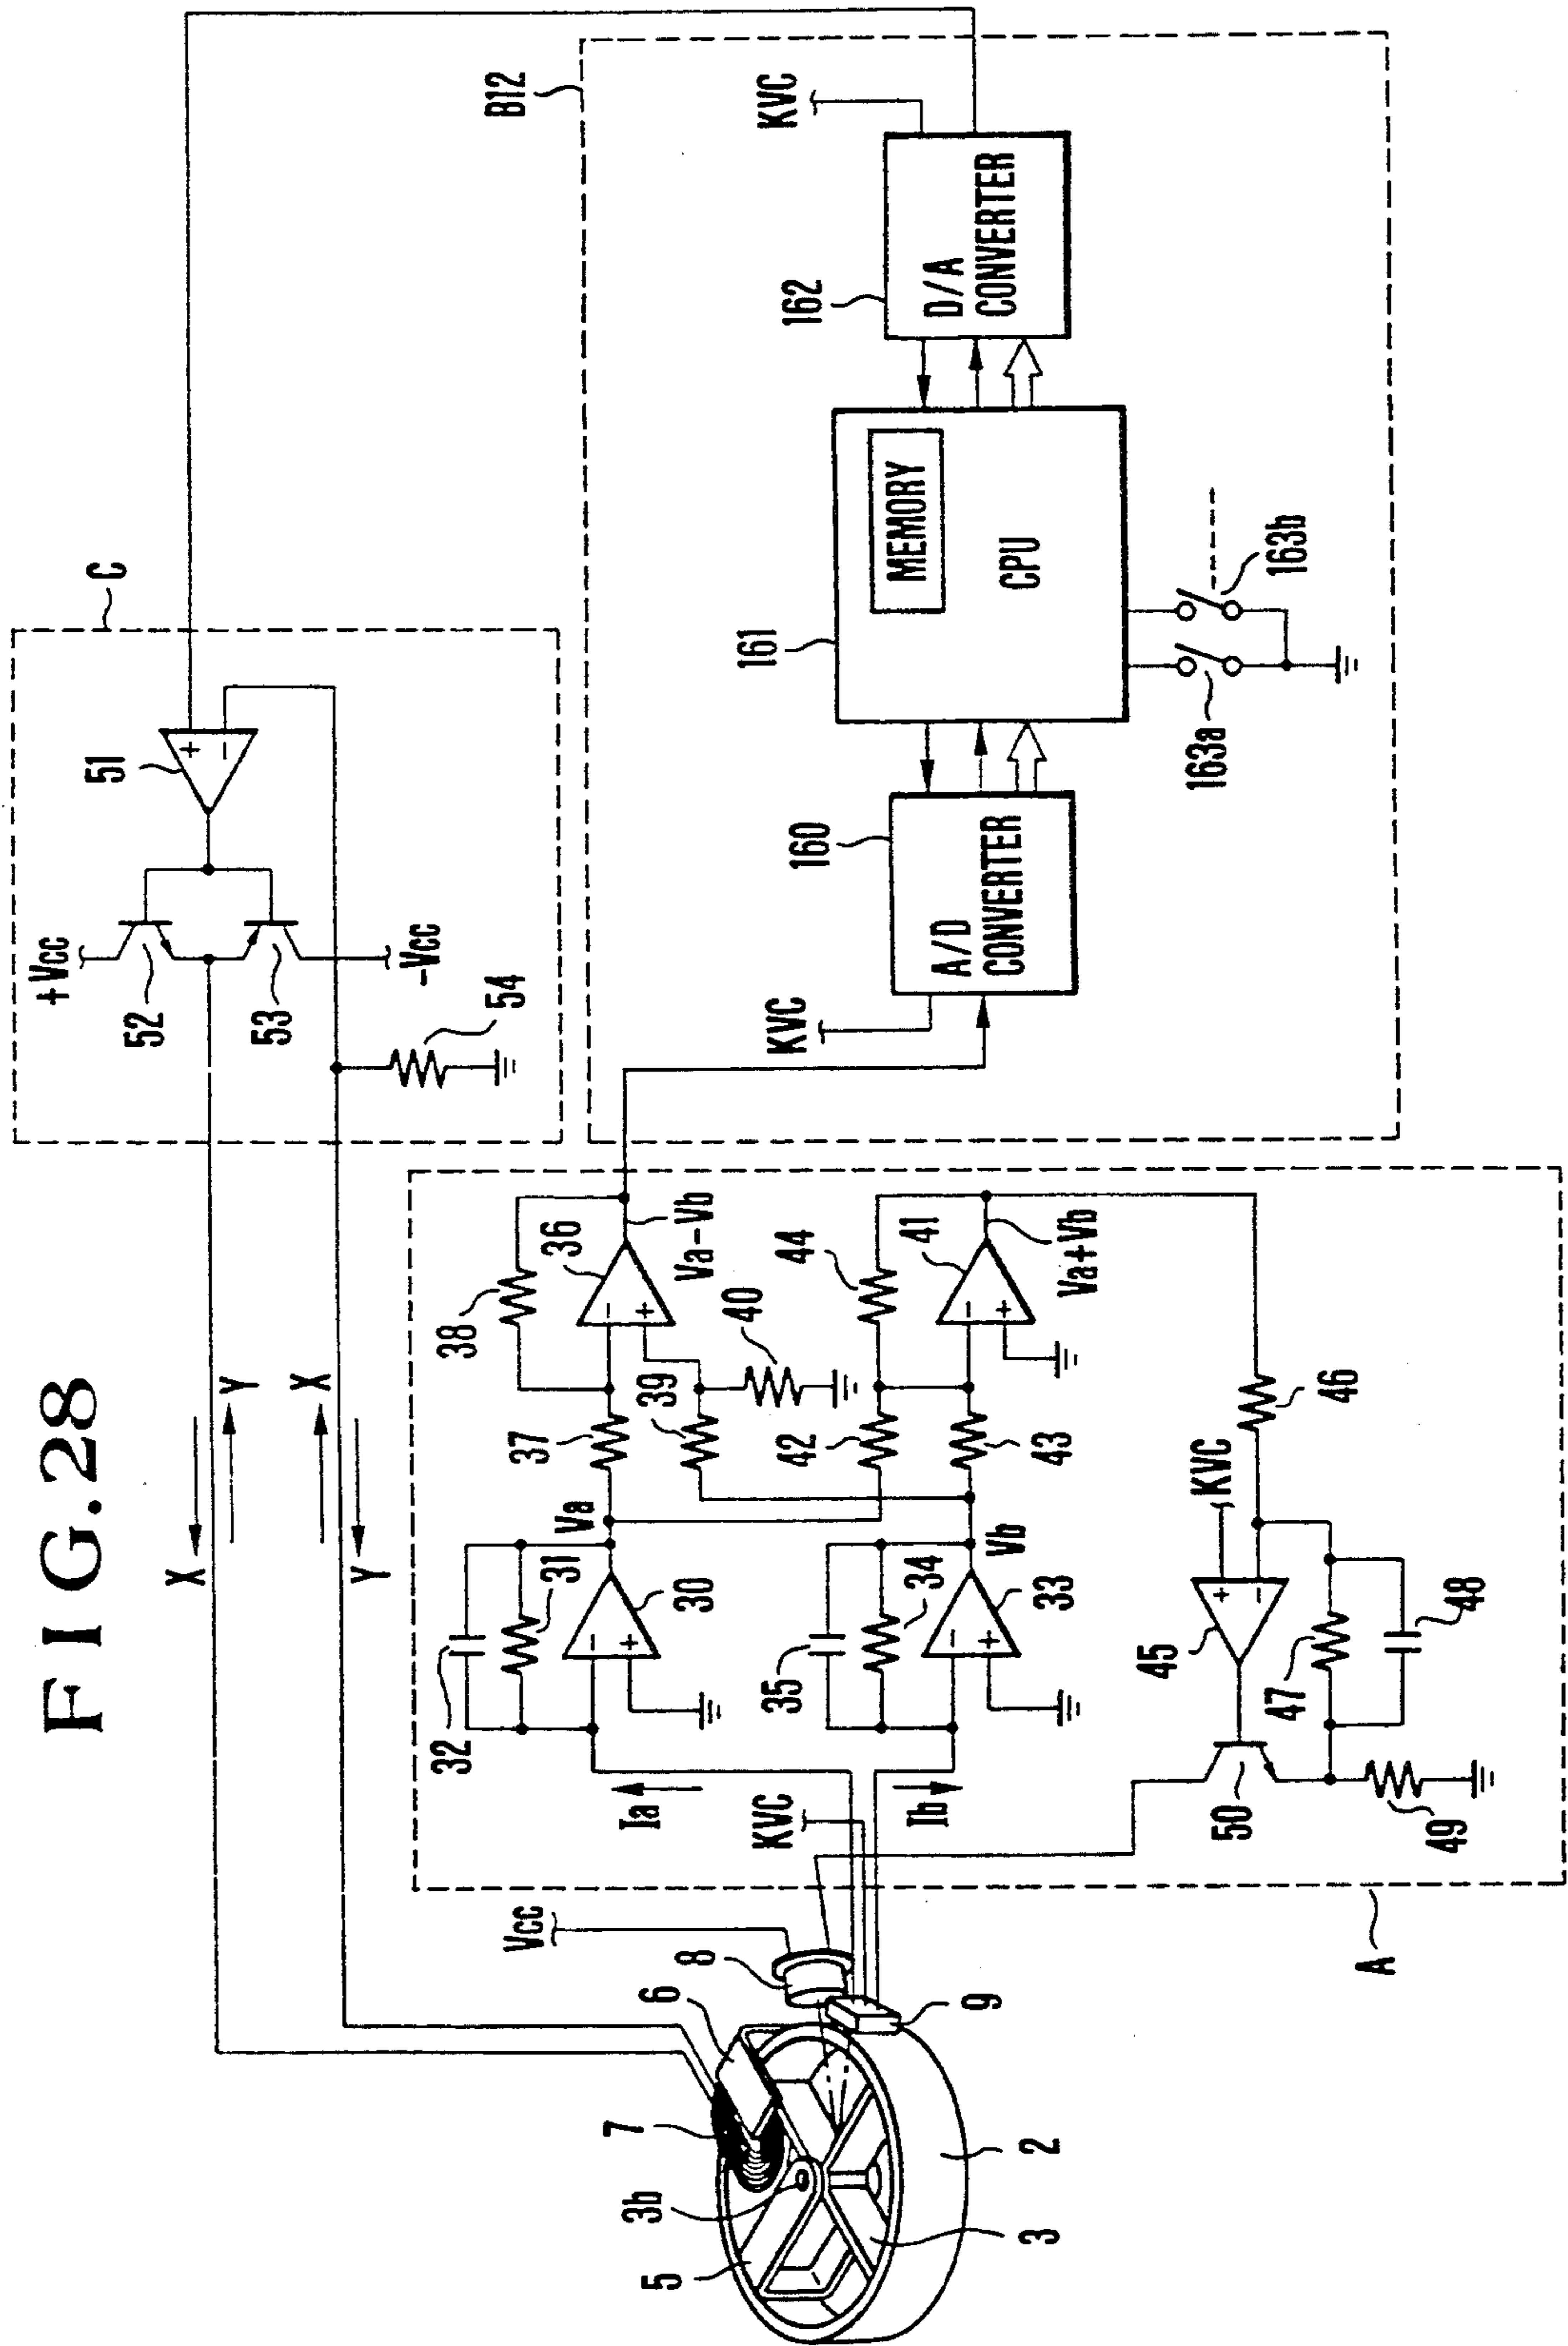 FIG.28
C
+Vcc
51
52
53
-Vcc
54
X
Y
X
Y
B12
KVC
162
D/A
CONVERTER
161
MEMORY
CPU
163a
163b
160
A/D
CONVERTER
KVC
38
36
Va-Vb
37
39
40
Va
32
31
30
44
41
Va+Vb
42
43
35
34
33
Vb
Ia
KVC
Ib
46
KVC
45
47
48
50
49
A
Vcc
8
6
9
7
3b
5
3
2